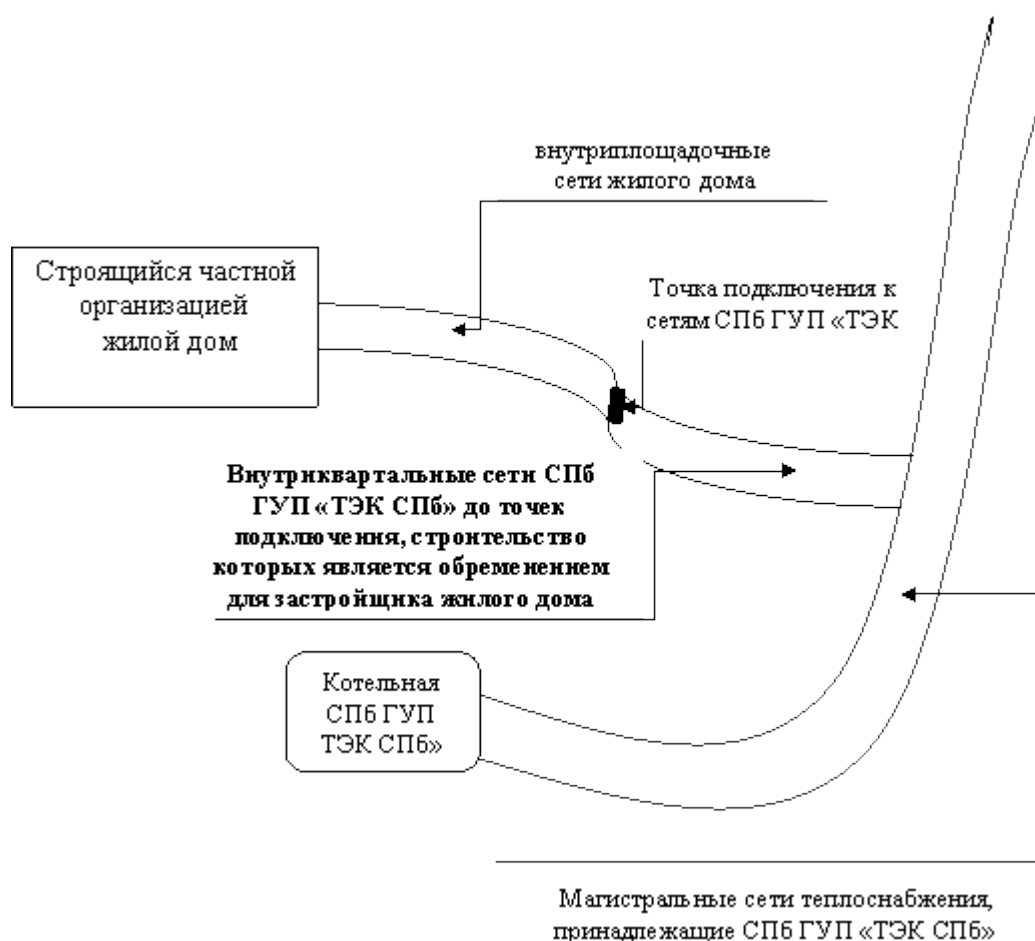 внутриплощадочные
сети жилого дома
Строящийся частной
организацией
жилой дом
Точка подключения к
сетям СПб ГУП «ТЭК
Внутриквартальные сети СПб
ГУП «ТЭК СПб» до точек
подключения, строительство
которых является обременением
для застройщика жилого дома
Котельная
СПб ГУП
ТЭК СПб»
Магистральные сети теплоснабжения,
принадлежащие СПб ГУП «ТЭК СПб»